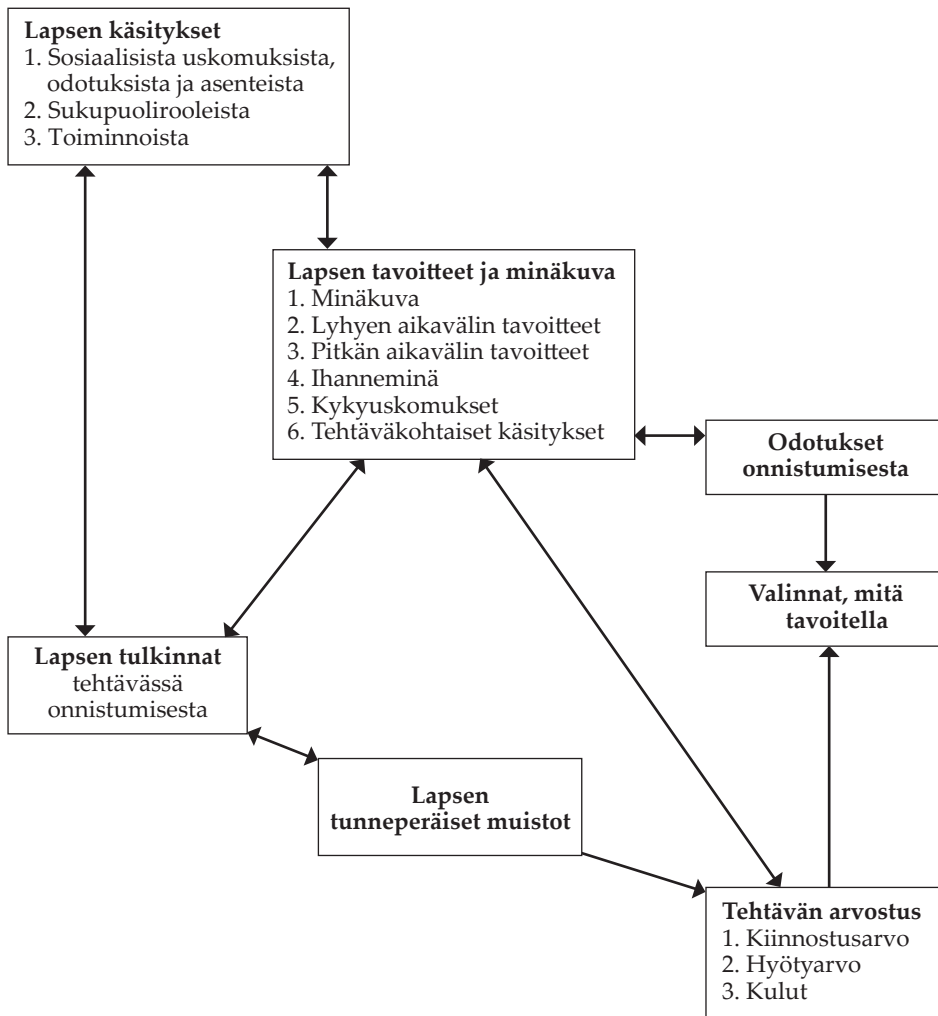 Lapsen käsitykset
1. Sosiaalisista uskomuksista,
odotuksista ja asenteista
2. Sukupuolirooleista
3. Toiminnoista
Lapsen tavoitteet ja minäkuva
1. Minäkuva
2. Lyhyen aikavälin tavoitteet
3. Pitkän aikavälin tavoitteet
4. Ihanneminä
5. Kykyuskomukset
6. Tehtäväkohtaiset käsitykset
Odotukset
onnistumisesta
Valinnat, mitä
tavoitella
Lapsen tulkinnat
tehtävässä
onnistumisesta
Lapsen
tunneperäiset muistot
Tehtävän arvostus
1. Kiinnostusarvo
2. Hyötyarvo
3. Kulut